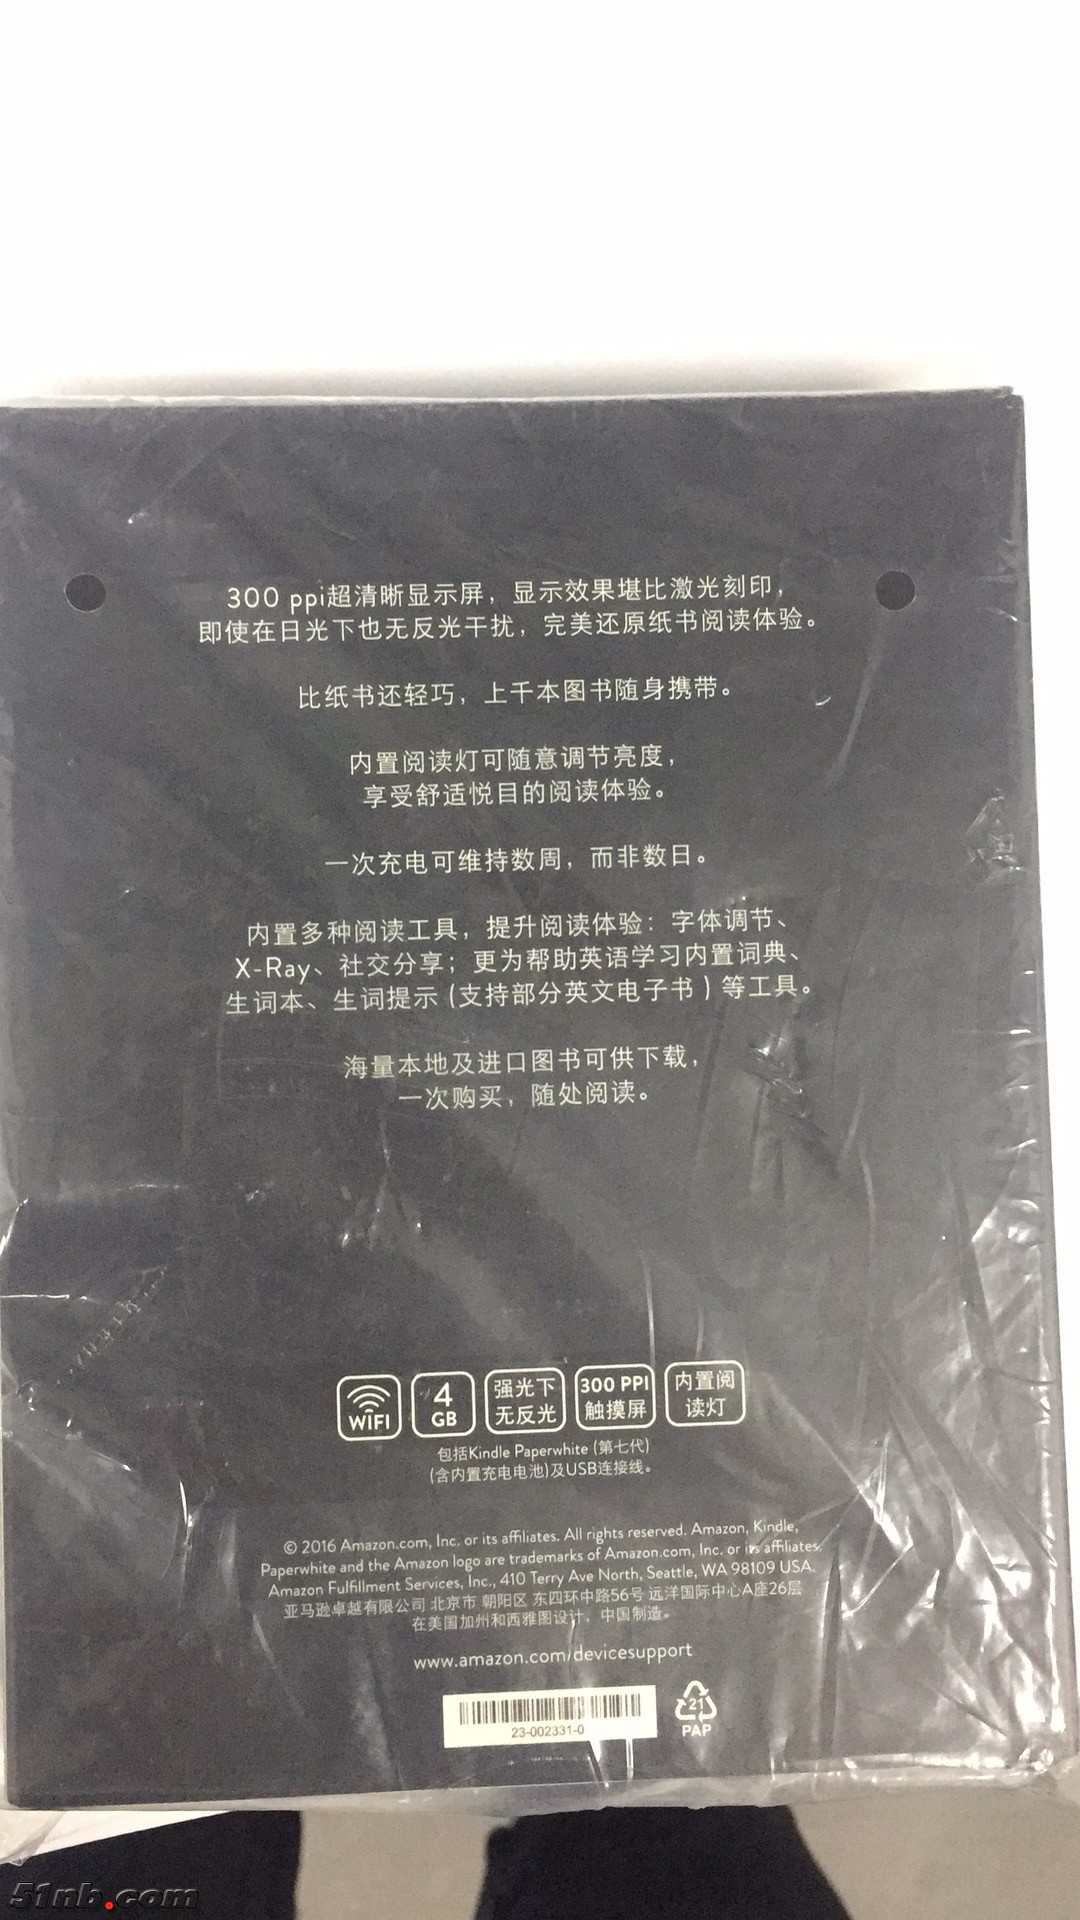 300 ppi超清晰显示屏，显示效果堪比激光刻印，
即使在日光下也无反光干扰，完美还原纸书阅读体验。
比纸书还轻巧，上千本图书随身携带。
内置阅读灯可随意调节亮度，
享受舒适悦目的阅读体验。
一次充电可维持数周，而非数日。
内置多种阅读工具，提升阅读体验：字体调节、
X-Ray、社交分享；更为帮助英语学习内置词典、
生词本、生词提示 (支持部分英文电子书 ) 等工具。
海量本地及进口图书可供下载，
一次购买，随处阅读。
WIFI
4
GB
强光下
无反光
300 PPI
触摸屏
内置阅
读灯
包括Kindle Paperwhite (第七代)
(含内置充电电池)及USB连接线。
© 2016 Amazon.com, Inc. or its affiliates. All rights reserved. Amazon, Kindle,
Paperwhite and the Amazon logo are trademarks of Amazon.com, Inc. or its affiliates.
Amazon Fulfillment Services, Inc., 410 Terry Ave North, Seattle, WA 98109 USA.
亚马逊卓越有限公司 北京市 朝阳区 东四环中路56号 远洋国际中心A座26层
在美国加州和西雅图设计，中国制造。
www.amazon.com/devicesupport
23-002331-0
21
PAP
51nb.com